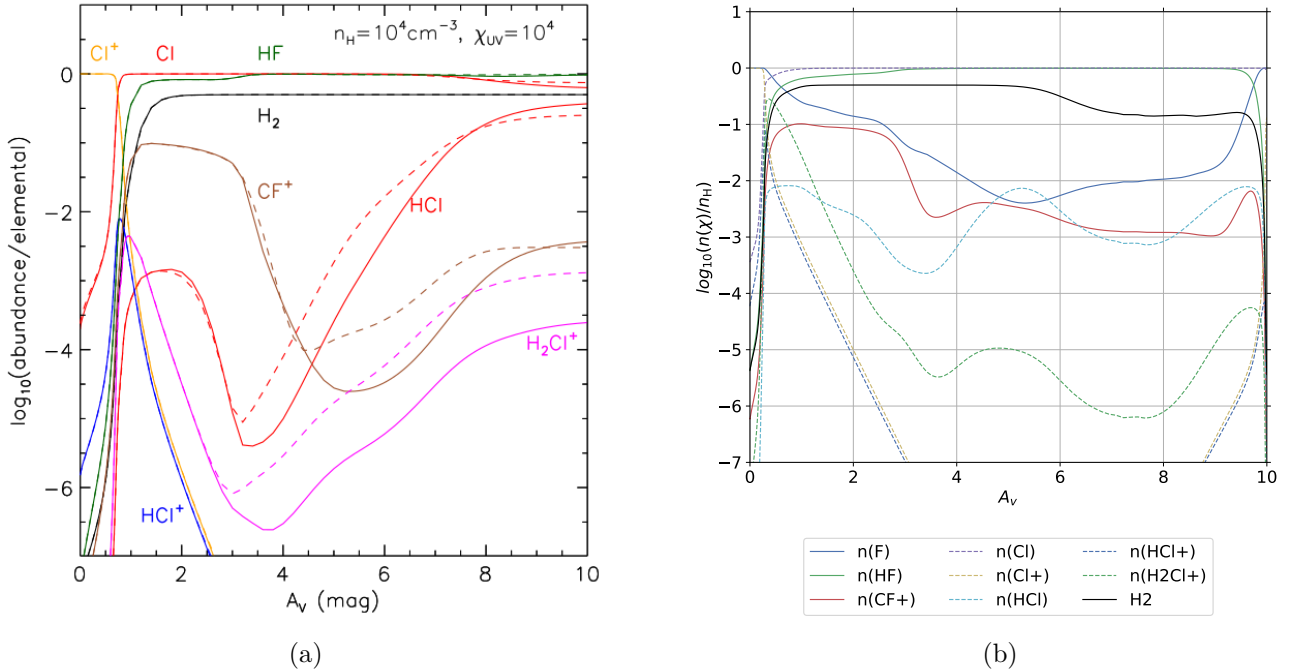 n_H=10^4cm^-3, χ_UV=10^4
Cl^+ Cl HF
H_2
CF^+
HCl
H_2Cl^+
HCl^+
log_10(abundance/elemental)
0
−2
−4
−6
0 2 4 6 8 10
A_V (mag)
(a)
log_10(n(χ)/n_H)
1
0
−1
−2
−3
−4
−5
−6
−7
0 2 4 6 8 10
A_v
n(F) n(Cl) n(HCl+)
n(HF) n(Cl+) n(H2Cl+)
n(CF+) n(HCl) H2
(b)